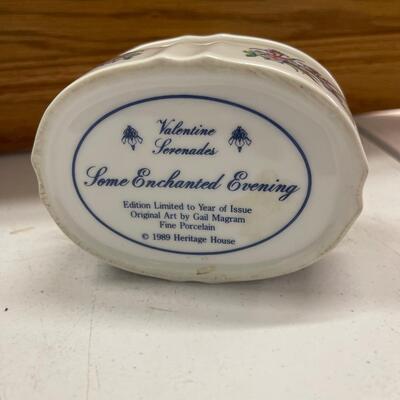 Valentine
Serenades
Some Enchanted Evening
Edition Limited to Year of Issue
Original Art by Gail Magram
Fine Porcelain
© 1989 Heritage House